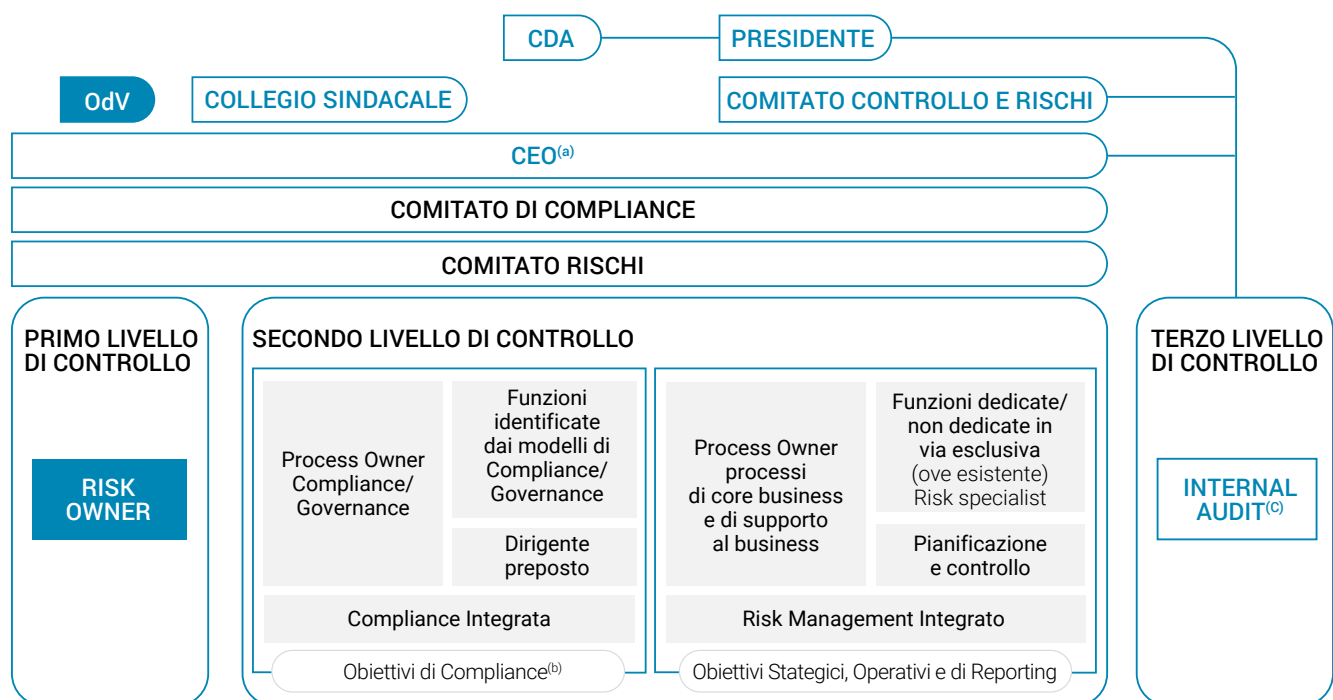 CDA
PRESIDENTE
OdV
COLLEGIO SINDACALE
COMITATO CONTROLLO E RISCHI
CEO(a)
COMITATO DI COMPLIANCE
COMITATO RISCHI
PRIMO LIVELLO
DI CONTROLLO
RISK
OWNER
SECONDO LIVELLO DI CONTROLLO
Process Owner
Compliance/
Governance
Funzioni
identificate
dai modelli di
Compliance/
Governance
Dirigente
preposto
Compliance Integrata
Obiettivi di Compliance(b)
Process Owner
processi
di core business
e di supporto
al business
Funzioni dedicate/
non dedicate in
via esclusiva
(ove esistente)
Risk specialist
Pianificazione
e controllo
Risk Management Integrato
Obiettivi Stategici, Operativi e di Reporting
TERZO LIVELLO
DI CONTROLLO
INTERNAL
AUDIT(C)